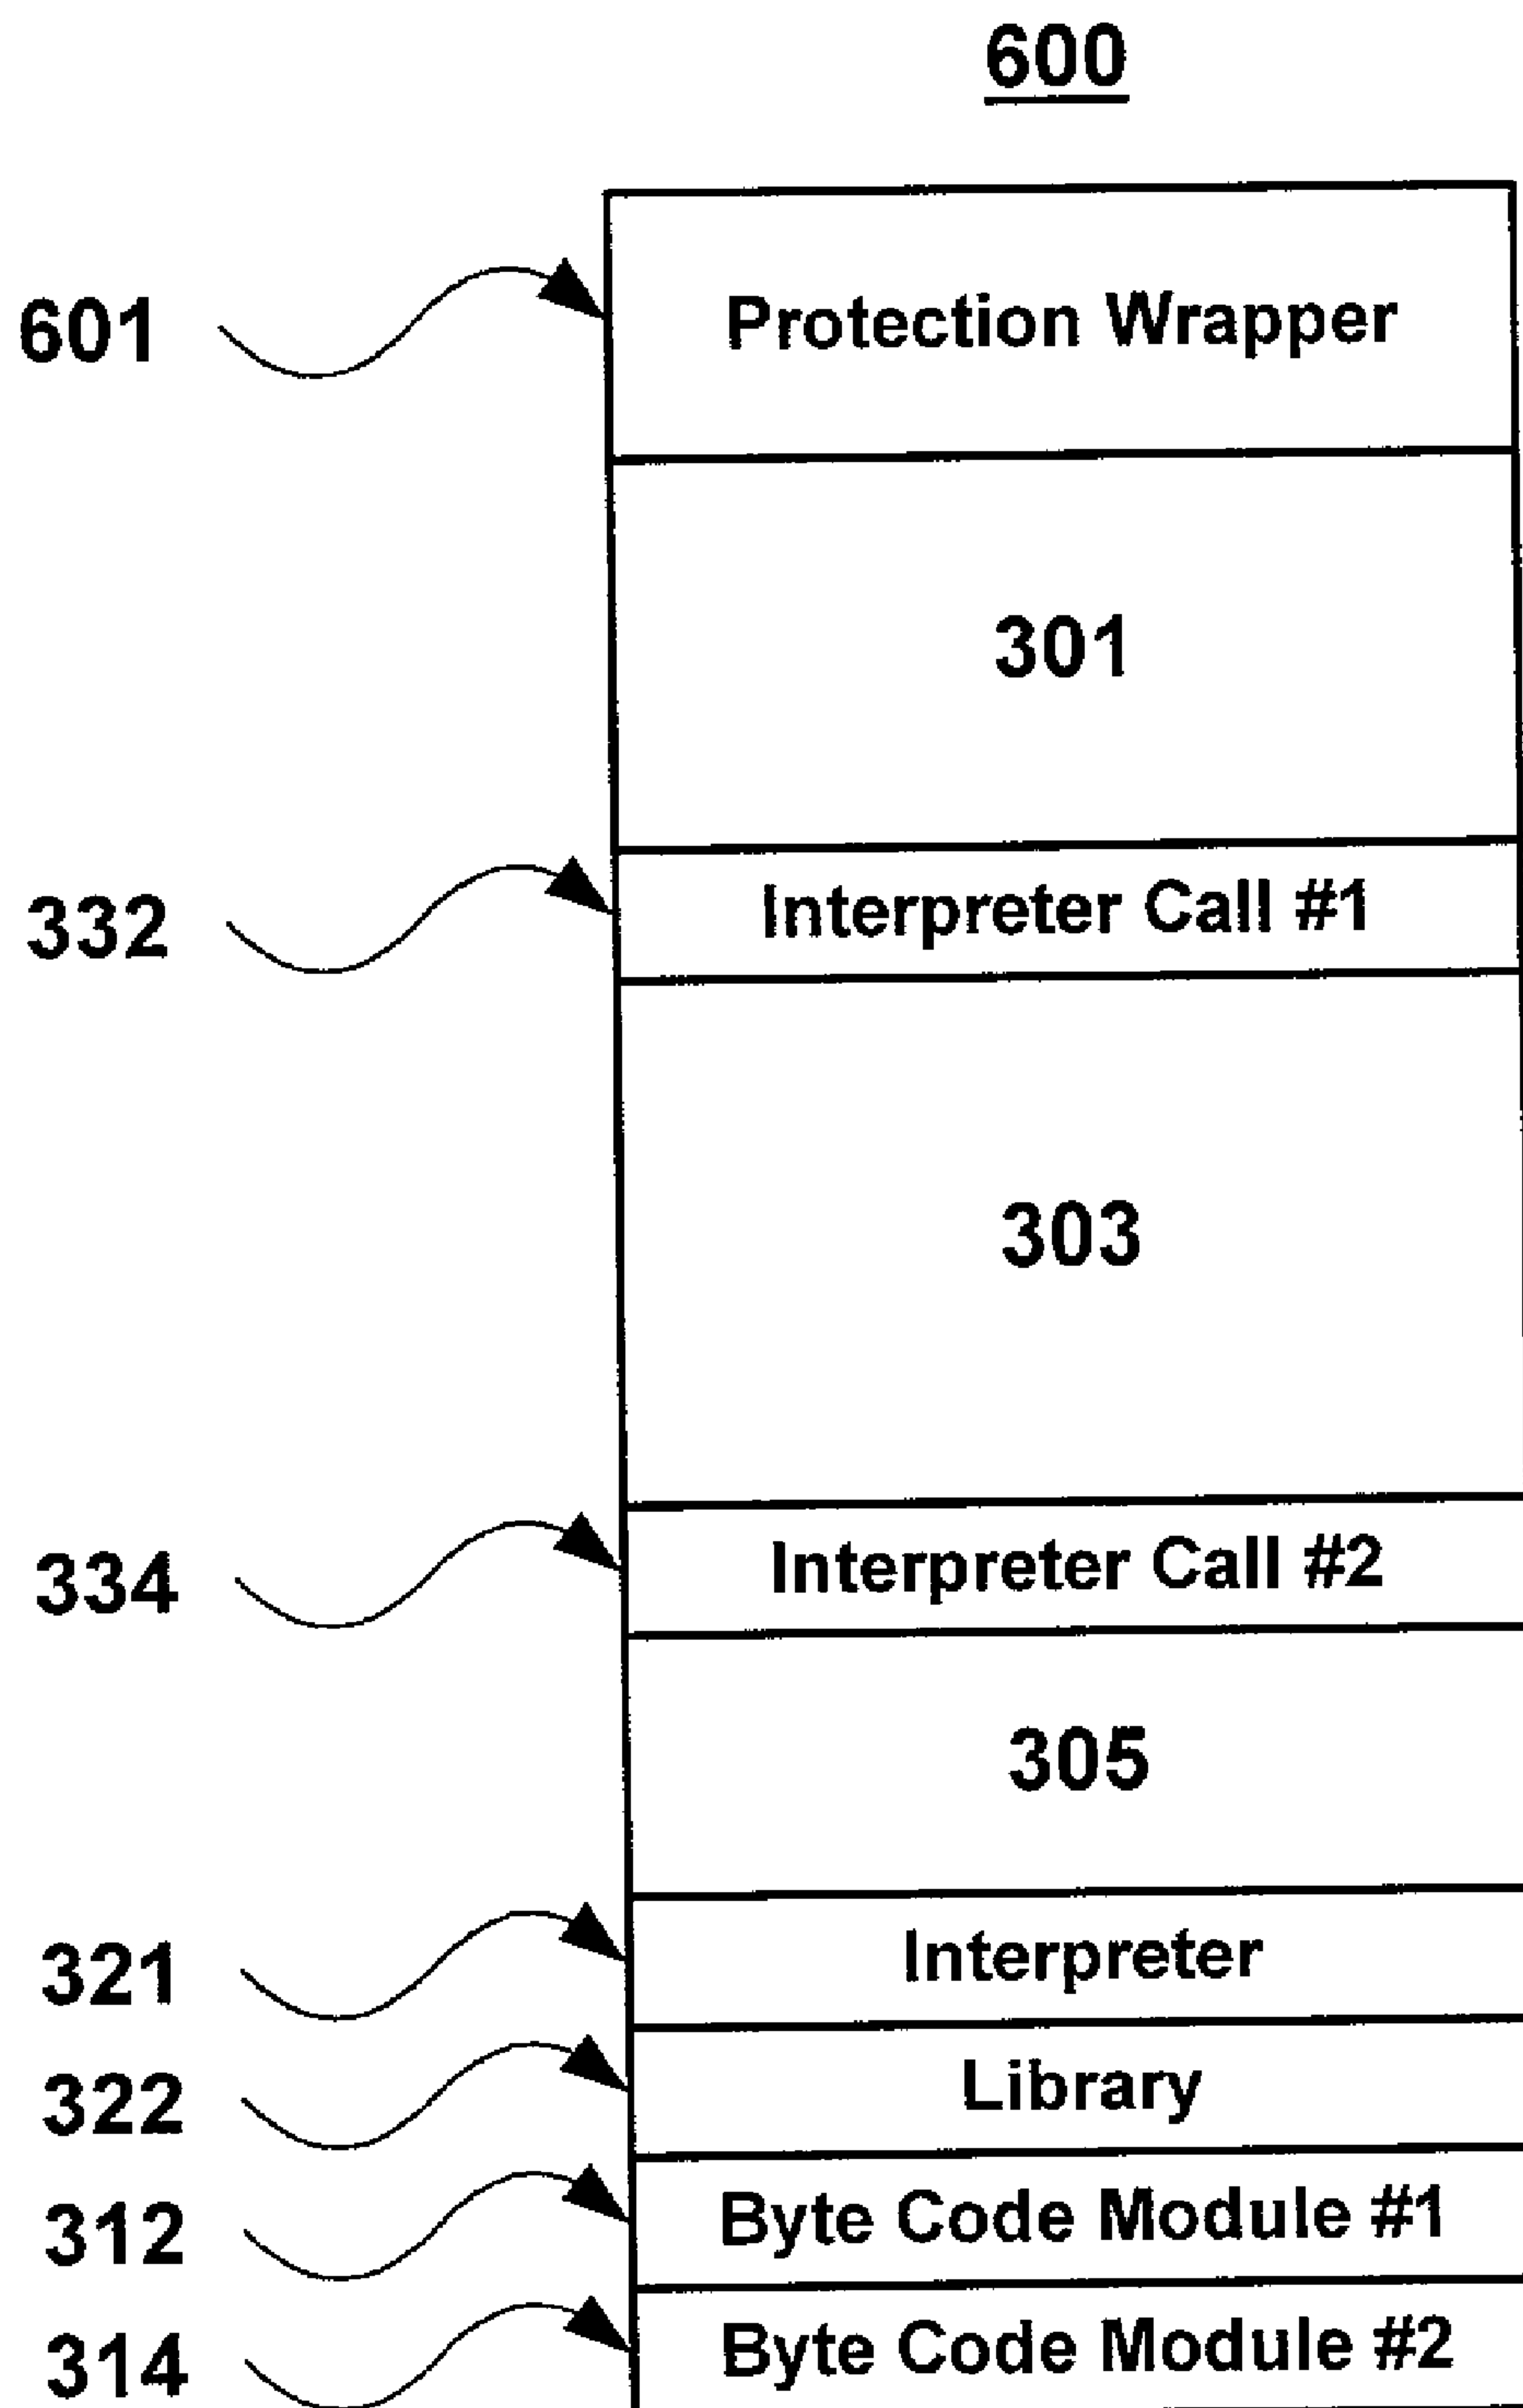 600
601
Protection Wrapper
301
332
Interpreter Call #1
303
334
Interpreter Call #2
305
321
Interpreter
322
Library
312
Byte Code Module #1
314
Byte Code Module #2